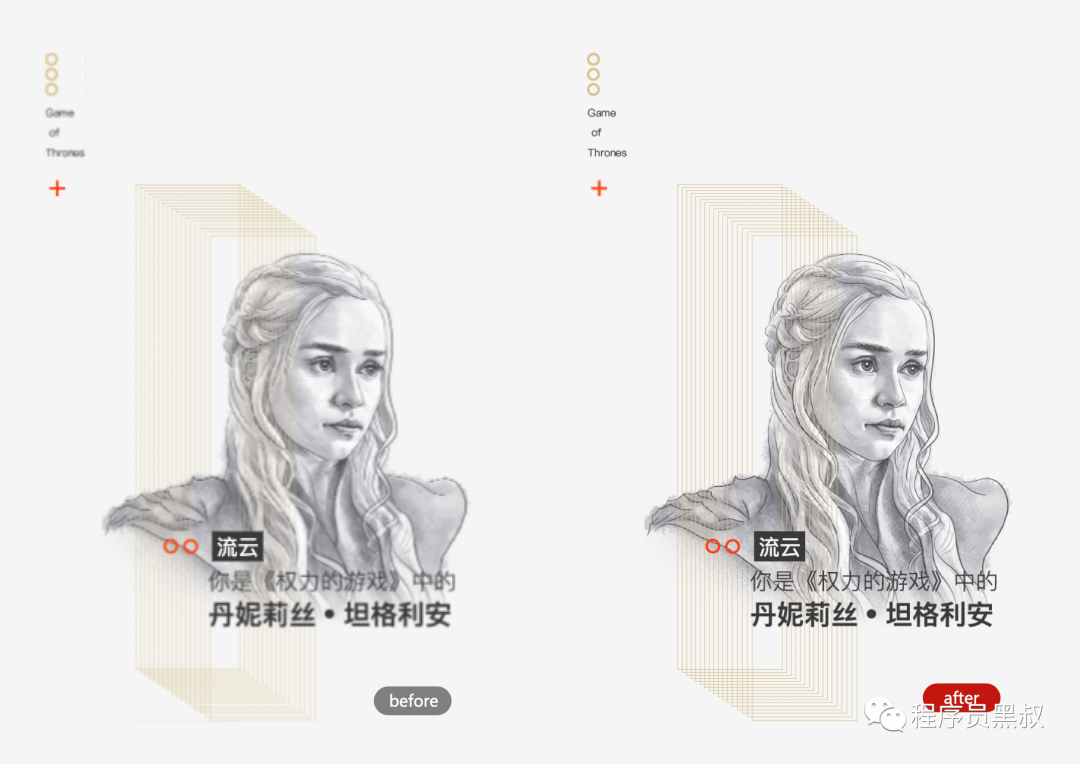 Game
of
Thrones
流云
你是《权力的游戏》中的
丹妮莉丝•坦格利安
before
Game
of
Thrones
流云
你是《权力的游戏》中的
丹妮莉丝•坦格利安
after
程序员黑叔